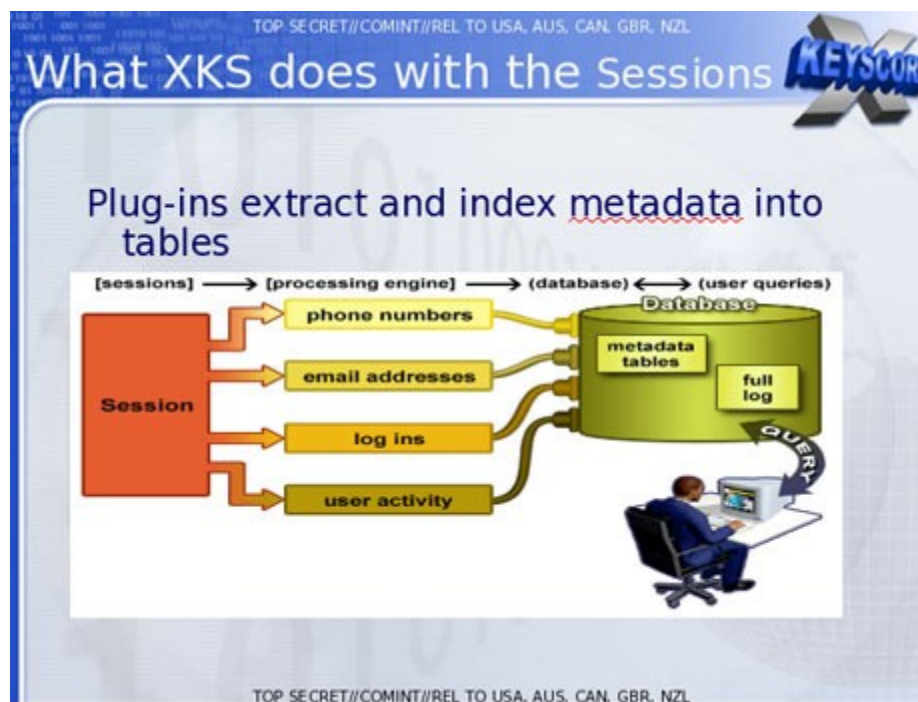 TOP SECRET//COMINT//REL TO USA, AUS, CAN, GBR, NZL
What XKS does with the Sessions
KEYSCOR
Plug-ins extract and index metadata into
tables
[sessions] → [processing engine] → (database) ↔ (user queries)
Database
phone numbers
metadata
tables
email addresses
full
log
Session
log ins
QUERY
user activity
TOP SECRET//COMINT//REL TO USA, AUS, CAN, GBR, NZL